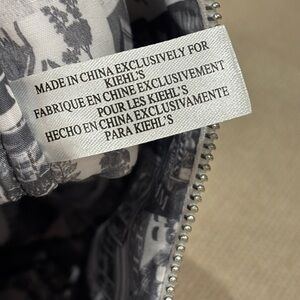 MADE IN CHINA EXCLUSIVELY FOR
KIEHL'S
FABRIQUE EN CHINE EXCLUSIVEMENT
POUR LES KIEHL'S
HECHO EN CHINA EXCLUSIVAMENTE
PARA KIEHL'S